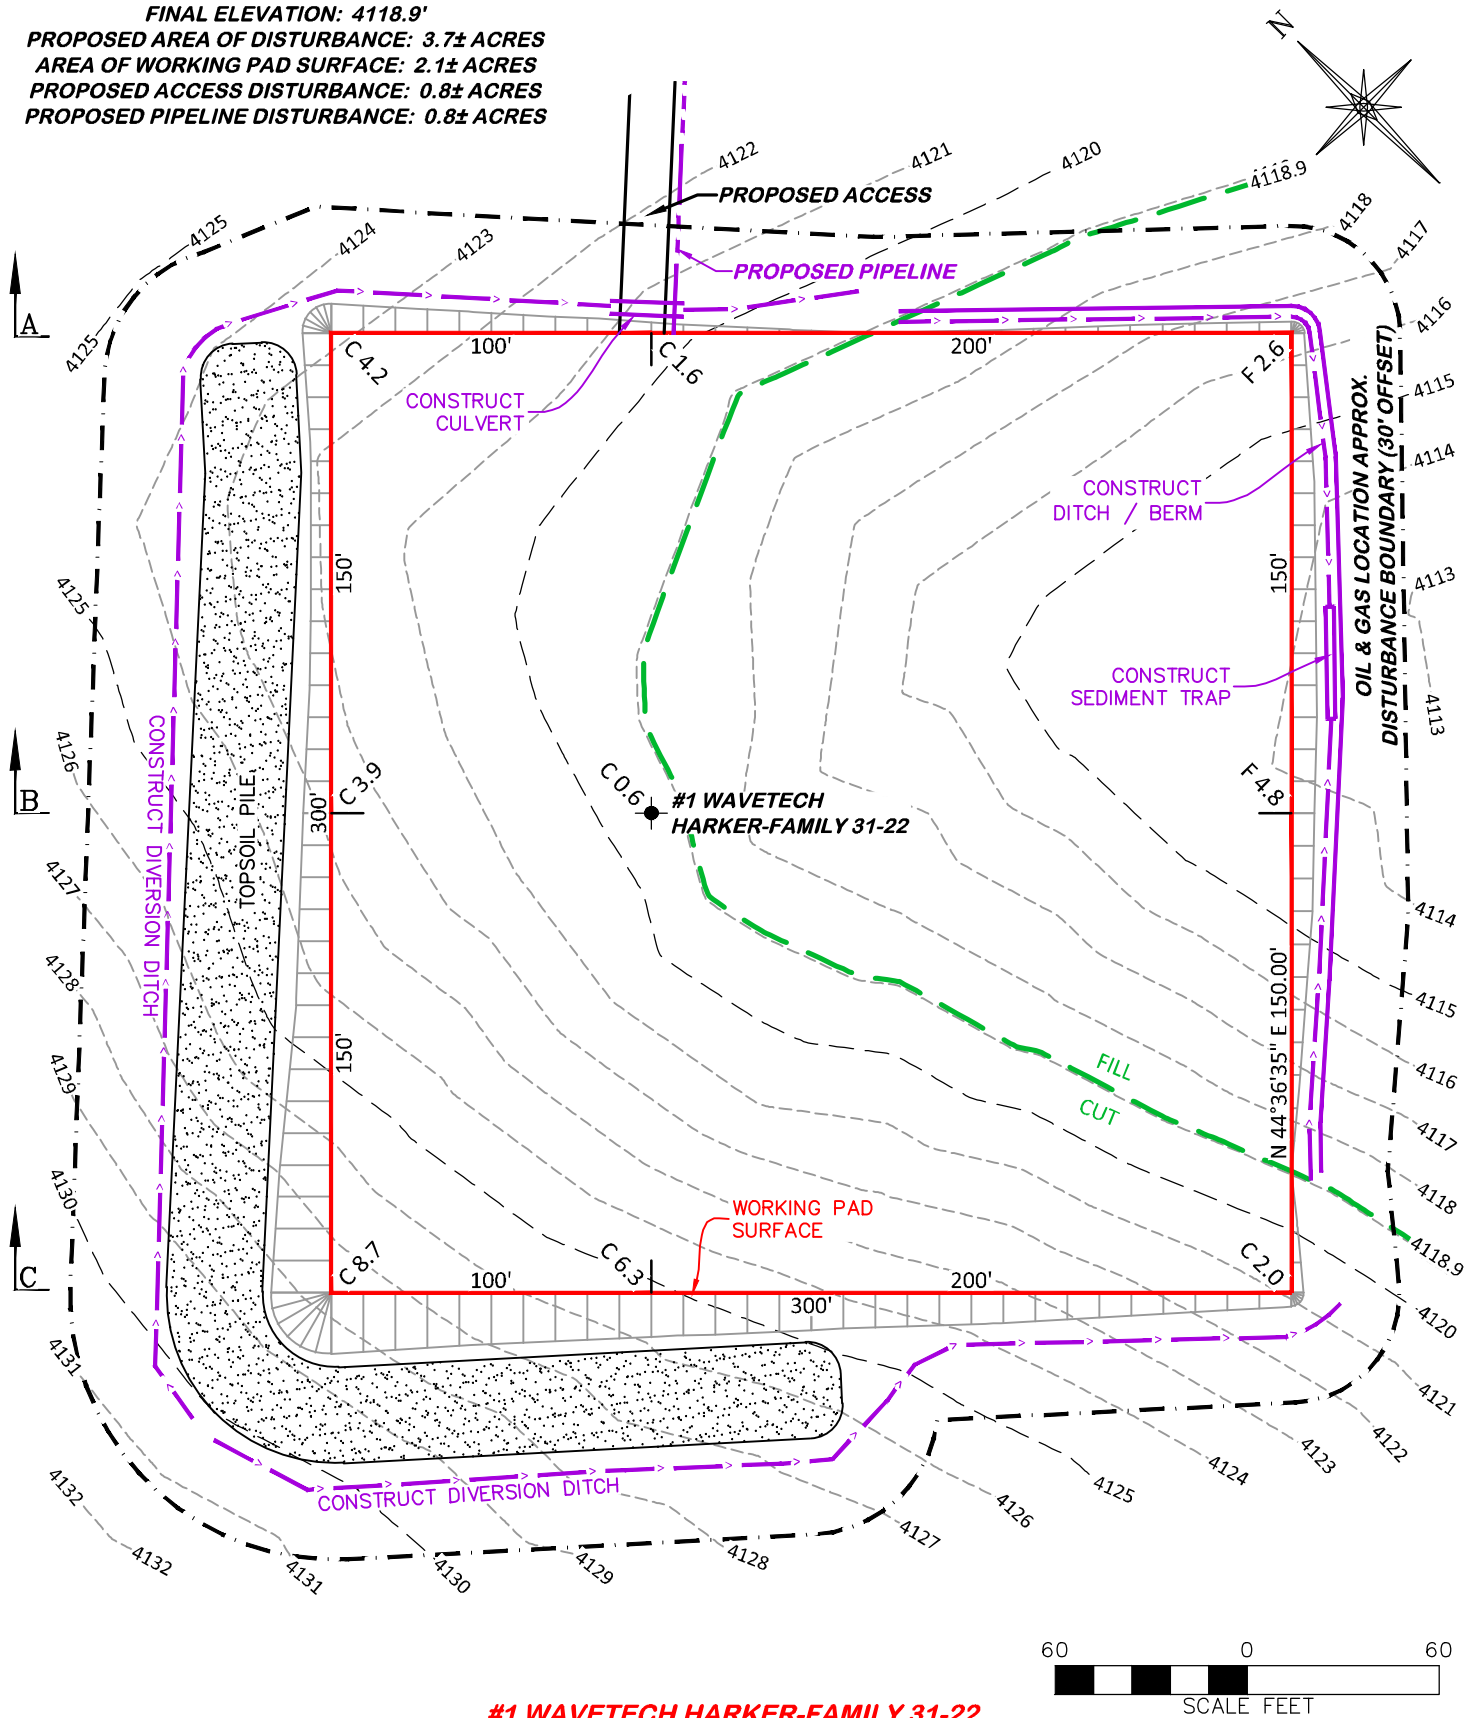 FINAL ELEVATION: 4118.9'
PROPOSED AREA OF DISTURBANCE: 3.7± ACRES
AREA OF WORKING PAD SURFACE: 2.1± ACRES
PROPOSED ACCESS DISTURBANCE: 0.8± ACRES
PROPOSED PIPELINE DISTURBANCE: 0.8± ACRES
N
4122
4121
4120
4118.9
4118
4117
4116
4115
4114
4113
4113
4114
4115
4116
4117
4118
4118.9
4120
4121
4122
4123
4124
4125
4126
4127
4128
4129
4130
4131
4132
4132
4131
4130
4129
4128
4127
4126
4125
4125
4125
4124
4123
PROPOSED ACCESS
PROPOSED PIPELINE
A
B
C
C 4.2
100'
C 1.6
200'
F 2.6
CONSTRUCT
CULVERT
CONSTRUCT
DITCH / BERM
OIL & GAS LOCATION APPROX.
DISTURBANCE BOUNDARY (30' OFFSET)
150'
150'
CONSTRUCT
SEDIMENT TRAP
CONSTRUCT DIVERSION DITCH
TOPSOIL PILE
300'
C 3.9
C 0.6
#1 WAVETECH
HARKER-FAMILY 31-22
F 4.8
150'
N 44°36'35" E 150.00'
FILL
CUT
WORKING PAD
SURFACE
C 8.7
100'
C 6.3
200'
C 2.0
300'
CONSTRUCT DIVERSION DITCH
60 0 60
SCALE FEET
#1 WAVETECH HARKER-FAMILY 31-22